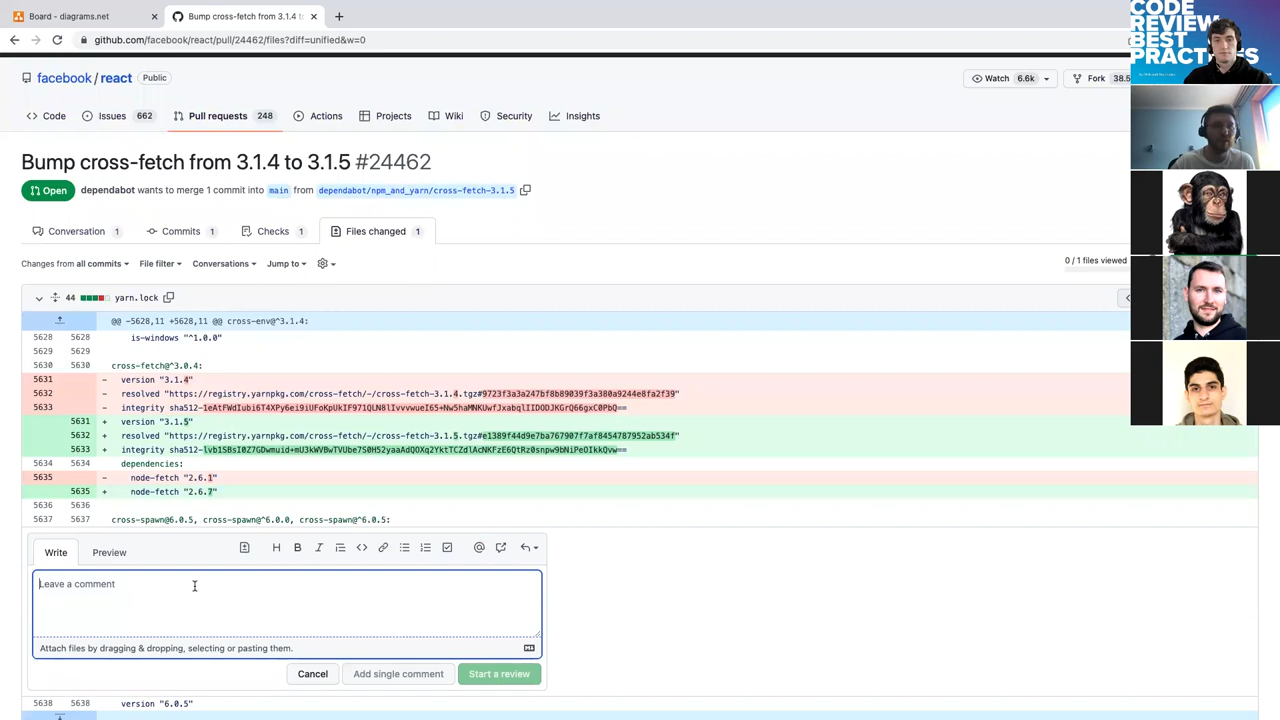 Board - diagrams.net
Bump cross-fetch from 3.1.4 to
github.com/facebook/react/pull/24462/files?diff=unified&w=0
CODE
REVIEW
BEST
PRACTICES
facebook / react Public
Watch 6.6k
Fork 38.5
Code
Issues 662
Pull requests 248
Actions
Projects
Wiki
Security
Insights
Bump cross-fetch from 3.1.4 to 3.1.5 #24462
Open dependabot wants to merge 1 commit into main from dependabot/npm_and_yarn/cross-fetch-3.1.5
Conversation 1
Commits 1
Checks 1
Files changed 1
Changes from all commits
File filter
Conversations
Jump to
0 / 1 files viewed
44 yarn.lock
@@ -5628,11 +5628,11 @@ cross-env@^3.1.4:
5628 5628 is-windows "^1.0.0"
5629 5629
5630 5630 cross-fetch@^3.0.4:
5631 - version "3.1.4"
5632 - resolved "https://registry.yarnpkg.com/cross-fetch/-/cross-fetch-3.1.4.tgz#9723f3a3a247bf8b89039f3a380a9244e8fa2f39"
5633 - integrity sha512-1eAtFWdIubi6T4XPy6ei9iUFoKpUkIF971QLN8lIvvvwueI65+Nw5haMNKUwfJxabqlIIDODJKGrQ66gxC0PbQ==
5631 + version "3.1.5"
5632 + resolved "https://registry.yarnpkg.com/cross-fetch/-/cross-fetch-3.1.5.tgz#e1389f44d9e7ba767907f7af8454787952ab534f"
5633 + integrity sha512-lvb1SBsI0Z7GDwmuid+mU3kWVBwTVUbe7S0H52yaaAdQOXq2YktTCZdlAcNKFzE6QtRz0snpw9bNiPeOIkkQvw==
5634 5634 dependencies:
5635 - node-fetch "2.6.1"
5635 + node-fetch "2.6.7"
5636 5636
5637 5637 cross-spawn@6.0.5, cross-spawn@^6.0.0, cross-spawn@^6.0.5:
Write
Preview
Leave a comment
Attach files by dragging & dropping, selecting or pasting them.
Cancel
Add single comment
Start a review
5638 5638 version "6.0.5"